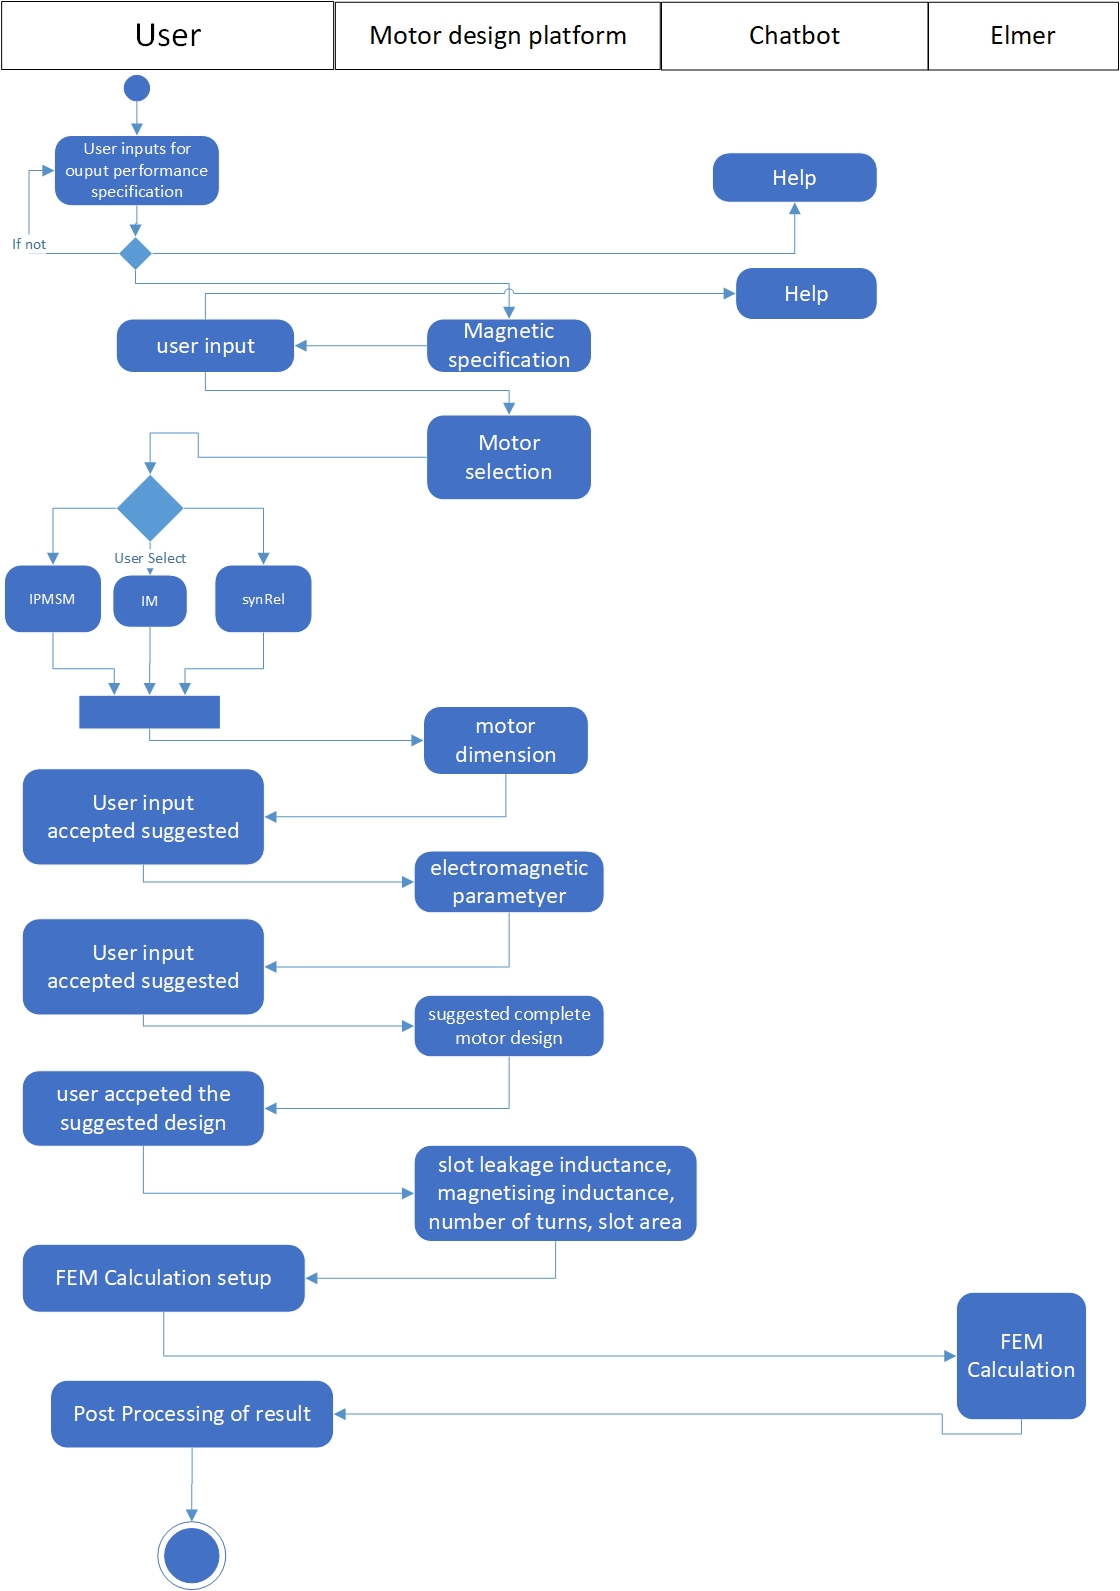 User
Motor design platform
Chatbot
Elmer
User inputs for
ouput performance
specification
Help
If not
Help
user input
Magnetic
specification
Motor
selection
User Select
IPMSM
IM
synRel
motor
dimension
User input
accepted suggested
electromagnetic
parametyer
User input
accepted suggested
suggested complete
motor design
user accpeted the
suggested design
slot leakage inductance,
magnetising inductance,
number of turns, slot area
FEM Calculation setup
FEM
Calculation
Post Processing of result